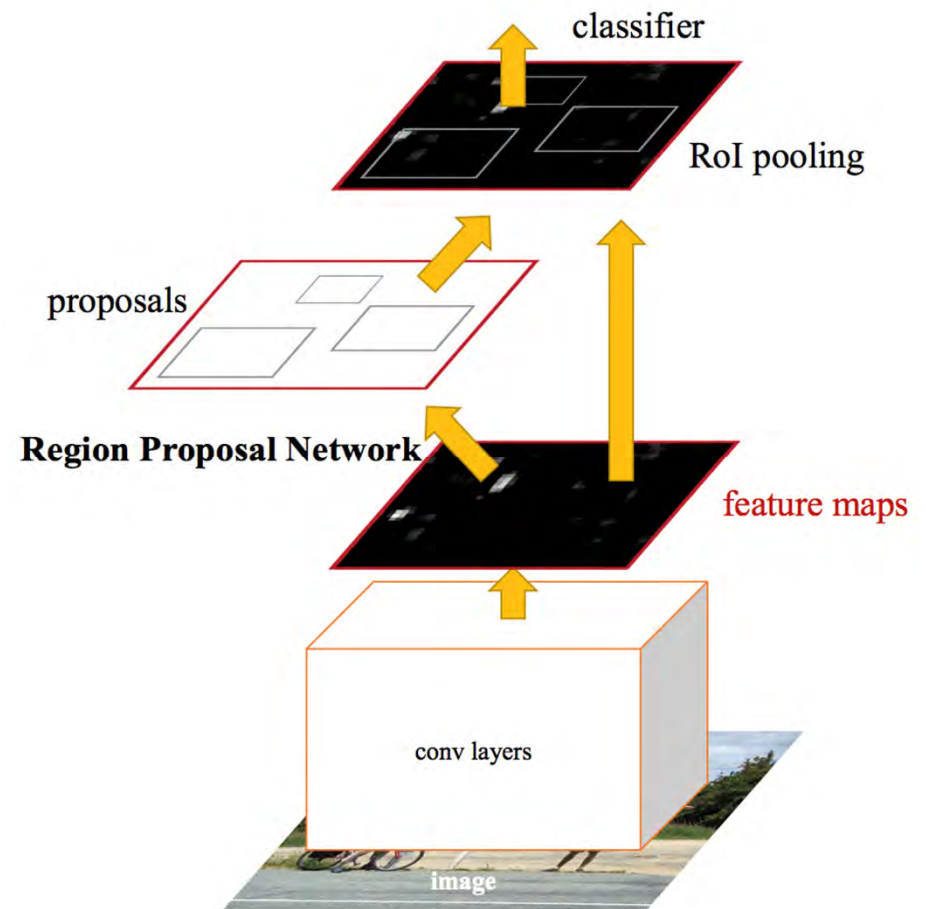 classifier
RoI pooling
proposals
Region Proposal Network
feature maps
conv layers
image